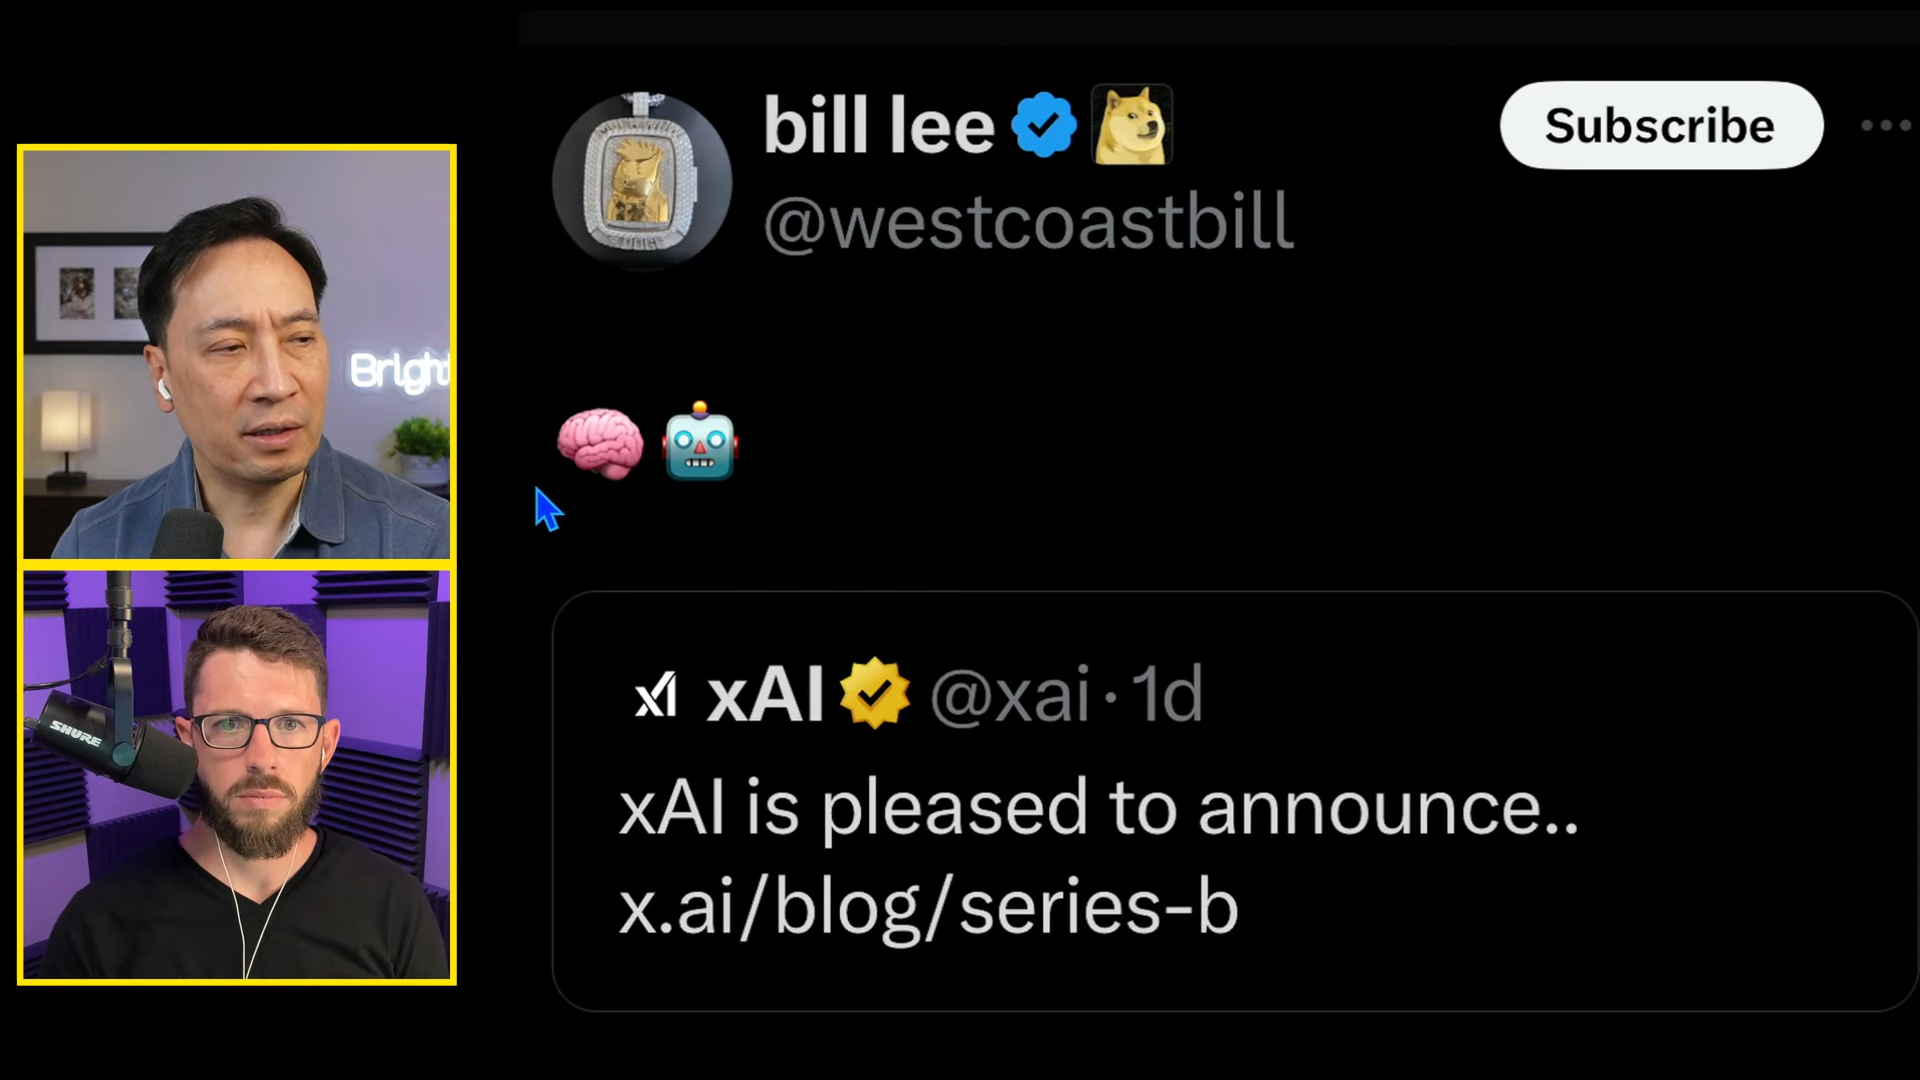 bill lee
Subscribe
@westcoastbill
xAI @xai · 1d
xAI is pleased to announce..
x.ai/blog/series-b
Bright
SHURE